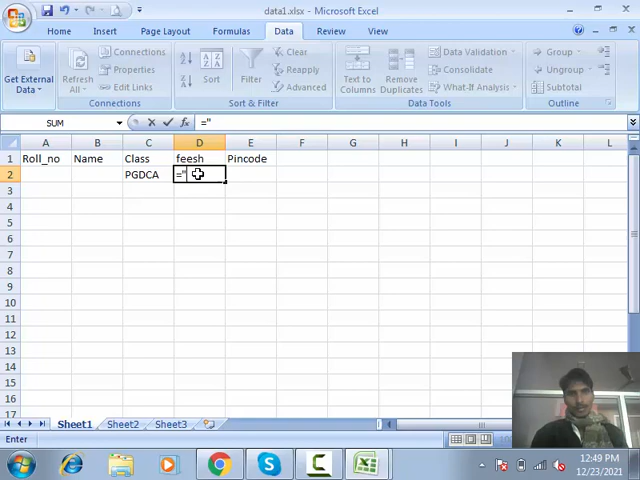 data1.xlsx - Microsoft Excel
Home Insert Page Layout Formulas Data Review View
Get External Data
Refresh All
Connections
Properties
Edit Links
Connections
Sort
Filter
Clear
Reapply
Advanced
Sort & Filter
Text to Columns
Remove Duplicates
Data Validation
Consolidate
What-If Analysis
Data Tools
Group
Ungroup
Subtotal
Outline
SUM ="
A B C D E F G H I J K L
1 Roll_no Name Class feesh Pincode
2 PGDCA ="
3
4
5
6
7
8
9
10
11
12
13
14
15
16
17
Sheet1 Sheet2 Sheet3
Enter
12:49 PM
12/23/2021